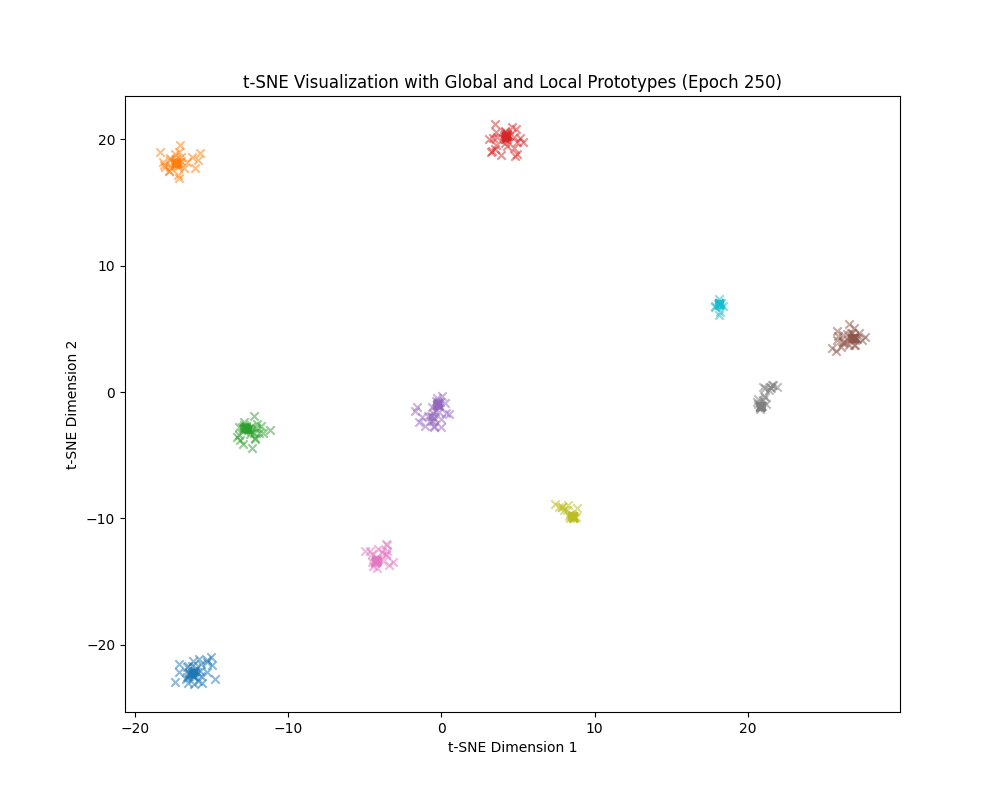 t-SNE Visualization with Global and Local Prototypes (Epoch 250)
20
10
0
−10
−20
t-SNE Dimension 2
−20 −10 0 10 20
t-SNE Dimension 1